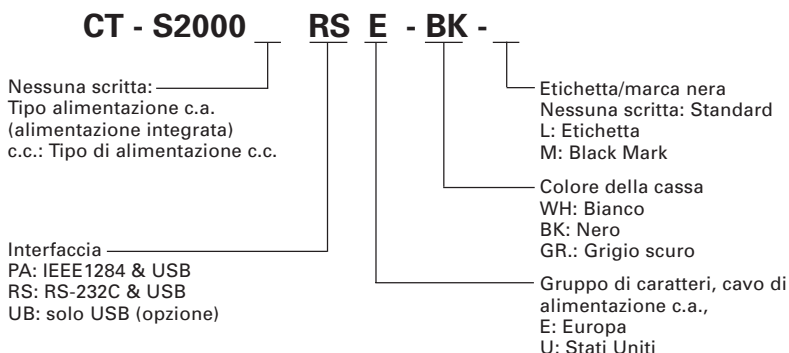 CT - S2000 _ RS E - BK - _
Nessuna scritta:
Tipo alimentazione c.a.
(alimentazione integrata)
c.c.: Tipo di alimentazione c.c.
Interfaccia
PA: IEEE1284 & USB
RS: RS-232C & USB
UB: solo USB (opzione)
Etichetta/marca nera
Nessuna scritta: Standard
L: Etichetta
M: Black Mark
Colore della cassa
WH: Bianco
BK: Nero
GR.: Grigio scuro
Gruppo di caratteri, cavo di
alimentazione c.a.,
E: Europa
U: Stati Uniti